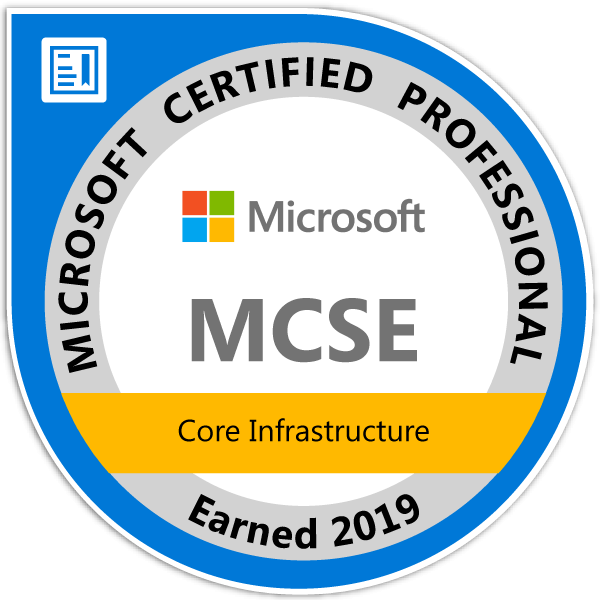 MICROSOFT CERTIFIED PROFESSIONAL
Microsoft
MCSE
Core Infrastructure
Earned 2019